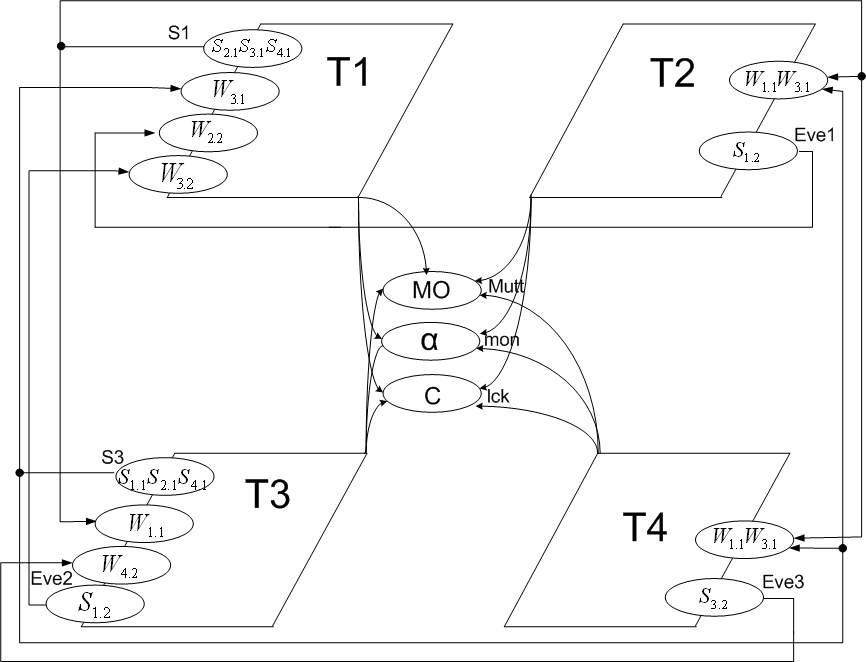 S1
S2.1S3.1S4.1
T1
T2
W3.1
W1.1W3.1
W2.2
Eve1
S1.2
W3.2
MO
Mutt
α
mon
C
lck
S3
S1.1S2.1S4.1
T3
T4
W1.1
W1.1W3.1
W4.2
Eve2
Eve3
S1.2
S3.2